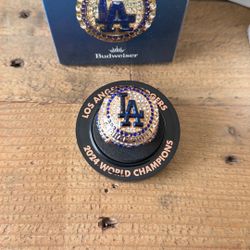 LA
Budweiser
LOS ANGELES DODGERS
LA
2024 WORLD CHAMPIONS